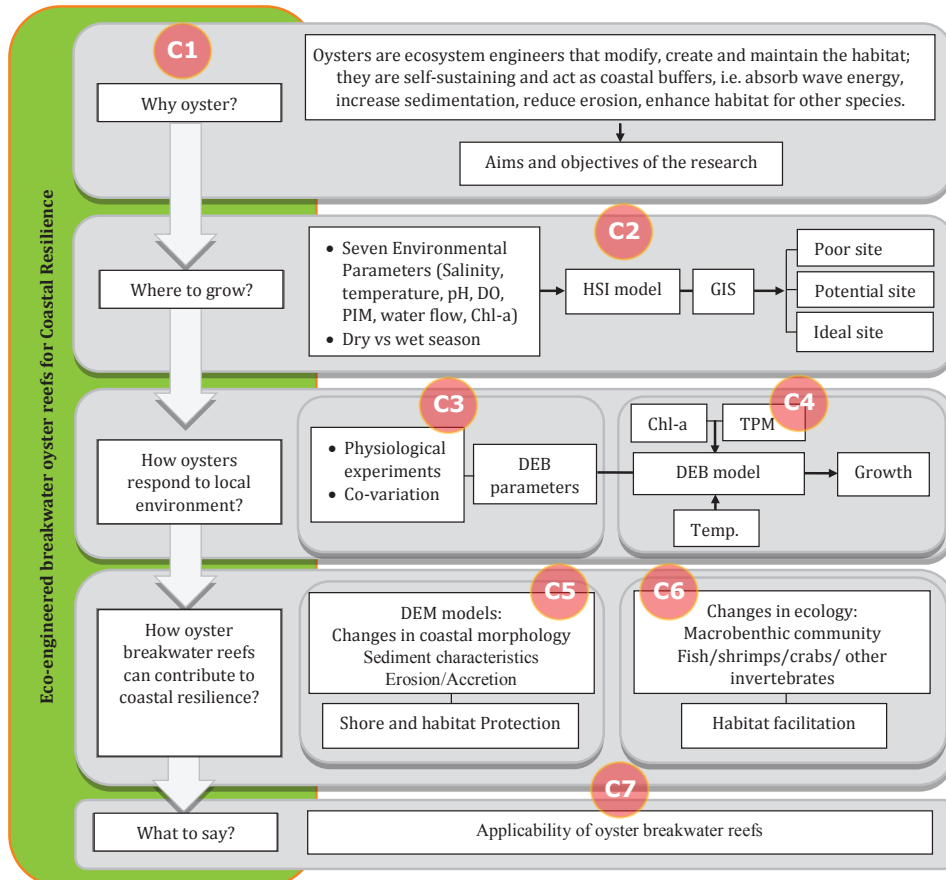 Eco-engineered breakwater oyster reefs for Coastal Resilience
C1
Why oyster?
Oysters are ecosystem engineers that modify, create and maintain the habitat;
they are self-sustaining and act as coastal buffers, i.e. absorb wave energy,
increase sedimentation, reduce erosion, enhance habitat for other species.
Aims and objectives of the research
C2
Where to grow?
• Seven Environmental
Parameters (Salinity,
temperature, pH, DO,
PIM, water flow, Chl-a)
• Dry vs wet season
HSI model
GIS
Poor site
Potential site
Ideal site
How oysters
respond to local
environment?
C3
• Physiological
experiments
• Co-variation
DEB
parameters
C4
Chl-a
TPM
DEB model
Growth
Temp.
How oyster
breakwater reefs
can contribute to
coastal resilience?
C5
DEM models:
Changes in coastal morphology
Sediment characteristics
Erosion/Accretion
Shore and habitat Protection
C6
Changes in ecology:
Macrobenthic community
Fish/shrimps/crabs/ other
invertebrates
Habitat facilitation
C7
What to say?
Applicability of oyster breakwater reefs